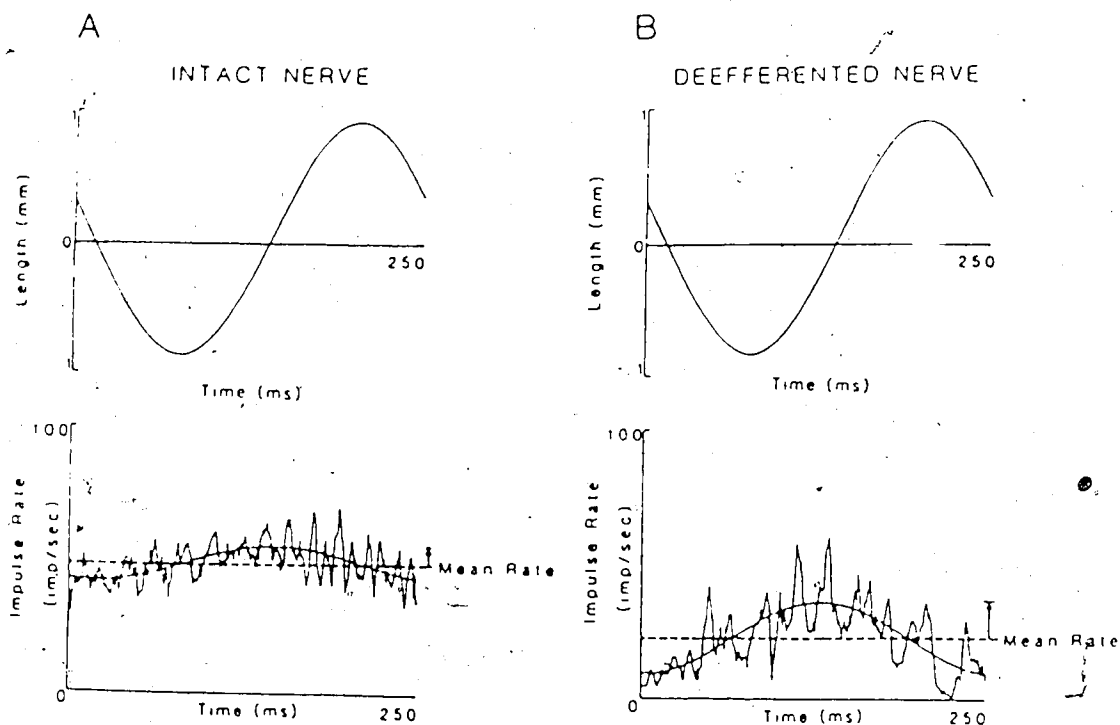 A
INTACT NERVE
1
Length (mm)
0
250
1
Time (ms)
100
Impulse Rate
(imp/sec)
Mean Rate
0
Time (ms)
250
B
DEEFFERENTED NERVE
1
Length (mm)
0
250
1
Time (ms)
100
Impulse Rate
(imp/sec)
Mean Rate
0
Time (ms)
250